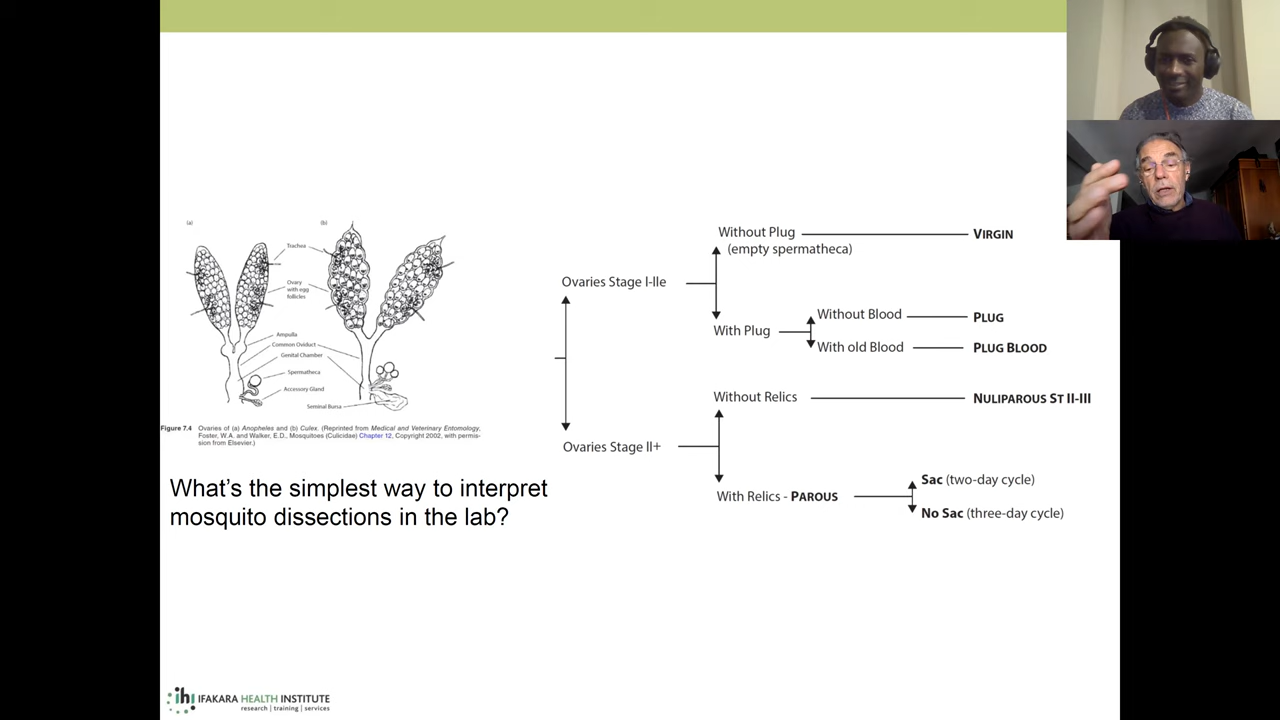 (a)
(b)
Trachea
Ovary
with egg
follicles
Ampulla
Common Oviduct
Genital Chamber
Spermatheca
Accessory Gland
Seminal Bursa
Figure 7.4 Ovaries of (a) Anopheles and (b) Culex. (Reprinted from Medical and Veterinary Entomology,
Foster, W.A. and Walker, E.D., Mosquitoes (Culicidae) Chapter 12, Copyright 2002, with permis-
sion from Elsevier.)
What's the simplest way to interpret
mosquito dissections in the lab?
Without Plug
(empty spermatheca)
VIRGIN
Ovaries Stage I-IIe
With Plug
Without Blood
PLUG
With old Blood
PLUG BLOOD
Without Relics
NULIPAROUS ST II-III
Ovaries Stage II+
With Relics - PAROUS
Sac (two-day cycle)
No Sac (three-day cycle)
ihi IFAKARA HEALTH INSTITUTE
research | training | services